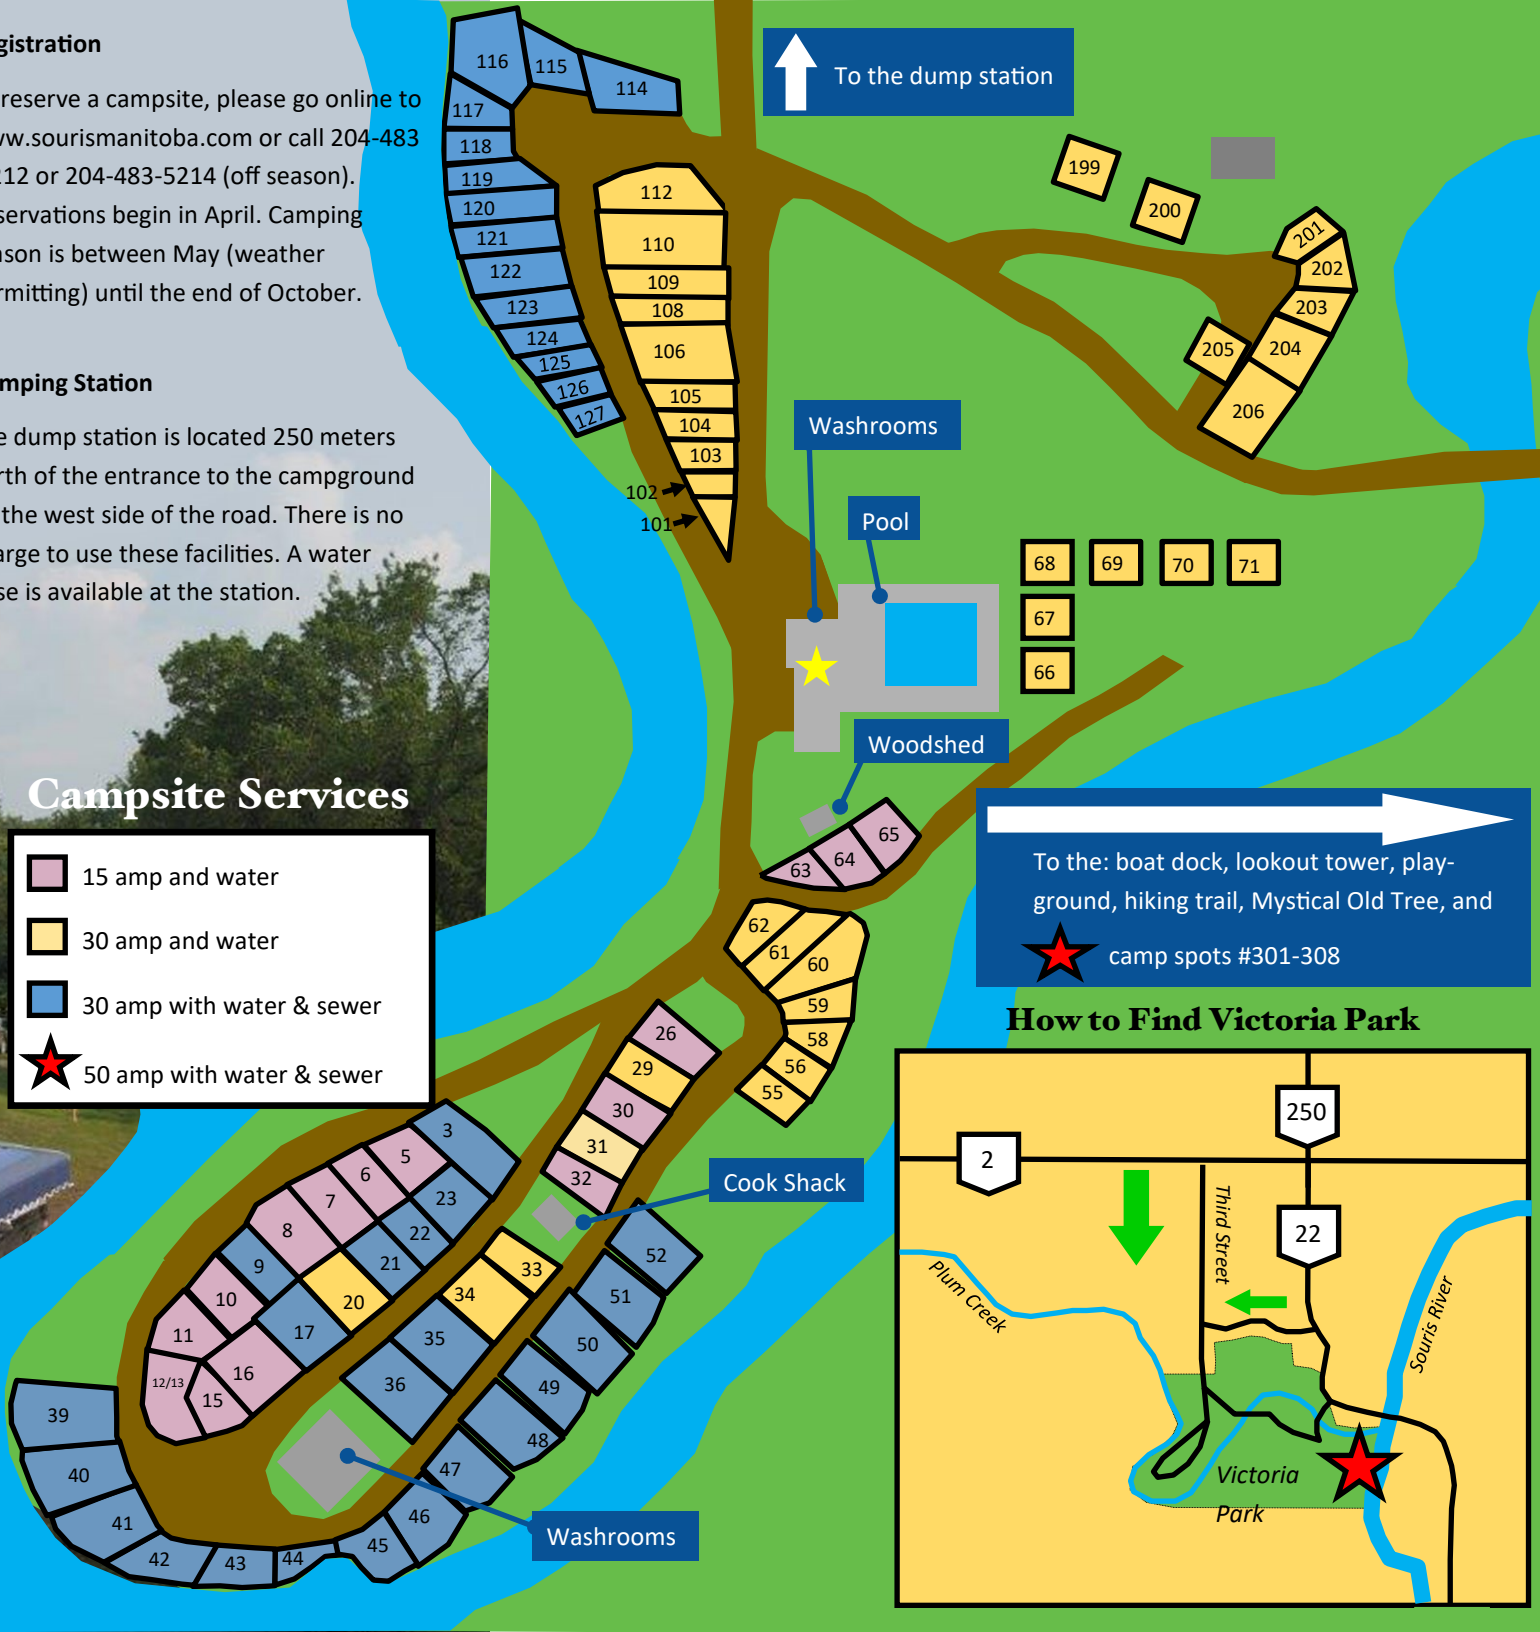 gistration
reserve a campsite, please go online to
ww.sourismanitoba.com or call 204-483
212 or 204-483-5214 (off season).
servations begin in April. Camping
ason is between May (weather
rmitting) until the end of October.
mping Station
e dump station is located 250 meters
rth of the entrance to the campground
the west side of the road. There is no
arge to use these facilities. A water
se is available at the station.
Campsite Services
15 amp and water
30 amp and water
30 amp with water & sewer
50 amp with water & sewer
To the dump station
116
115
114
117
118
119
120
121
122
123
124
125
126
127
112
110
109
108
106
105
104
103
102
101
199
200
201
202
203
204
205
206
Washrooms
Pool
68
69
70
71
67
66
Woodshed
65
64
63
62
61
60
59
58
56
55
To the: boat dock, lookout tower, play-
ground, hiking trail, Mystical Old Tree, and
camp spots #301-308
26
29
30
31
32
Cook Shack
3
5
6
7
8
9
10
11
12/13
15
16
17
20
21
22
23
33
34
35
36
52
51
50
49
48
47
46
45
44
43
42
41
40
39
Washrooms
How to Find Victoria Park
250
2
22
Third Street
Plum Creek
Souris River
Victoria
Park